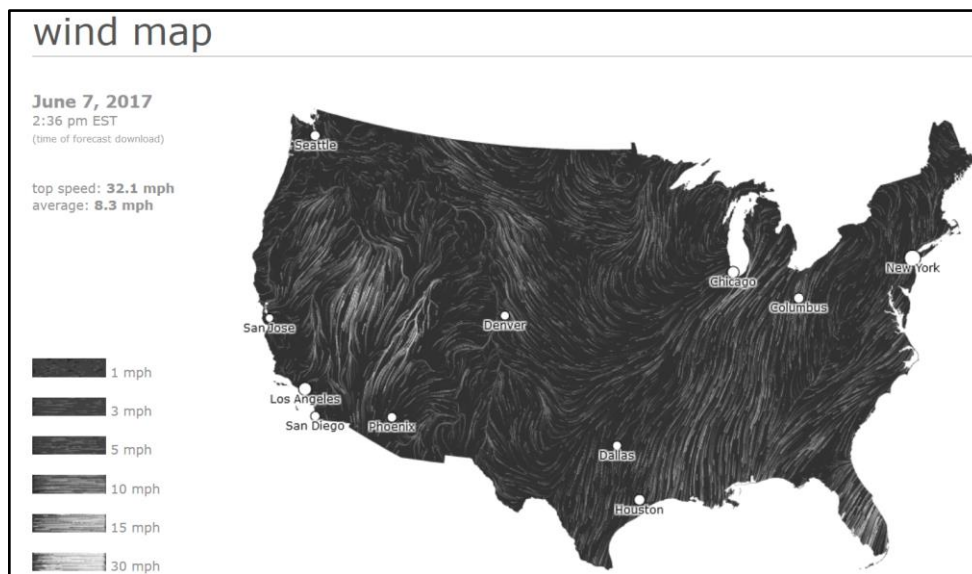 wind map
June 7, 2017
2:36 pm EST
(time of forecast download)
top speed: 32.1 mph
average: 8.3 mph
Seattle
New York
Chicago
Columbus
San Jose
Denver
Los Angeles
San Diego
Phoenix
Dallas
Houston
1 mph
3 mph
5 mph
10 mph
15 mph
30 mph